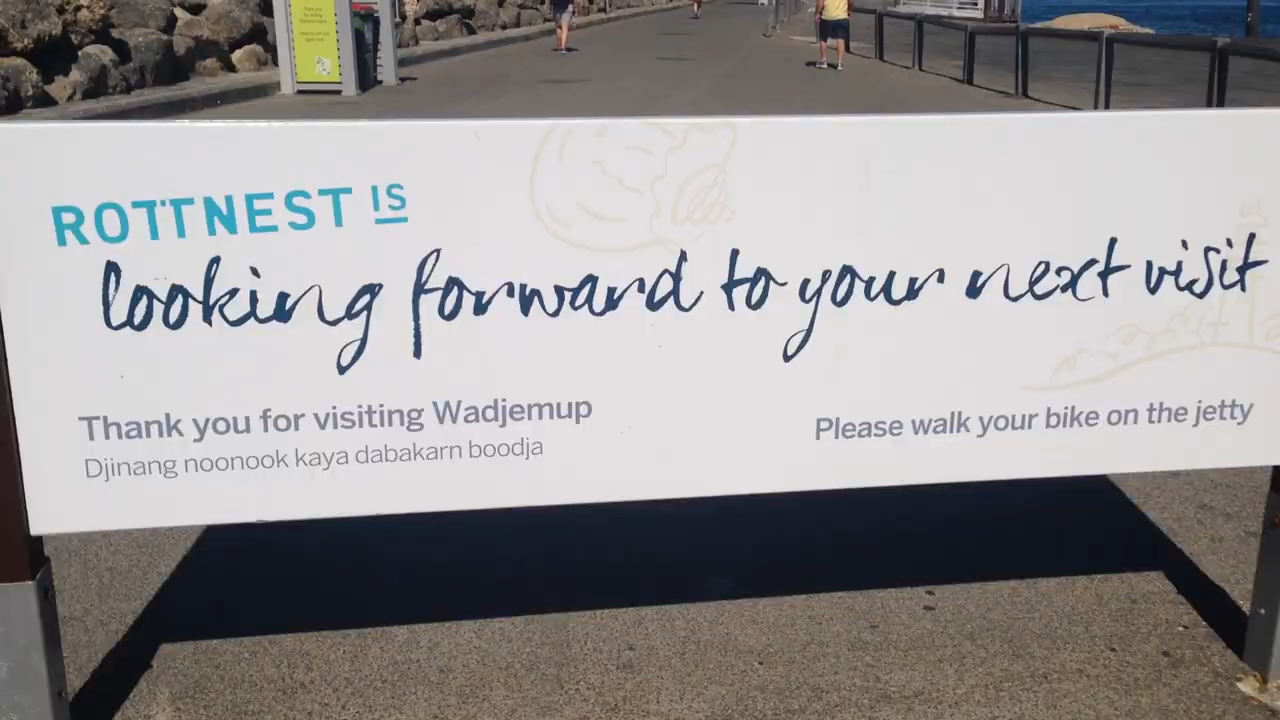 ROTTNEST IS
looking forward to your next visit
Thank you for visiting Wadjemup
Djinang noonook kaya dabakarn boodja
Please walk your bike on the jetty